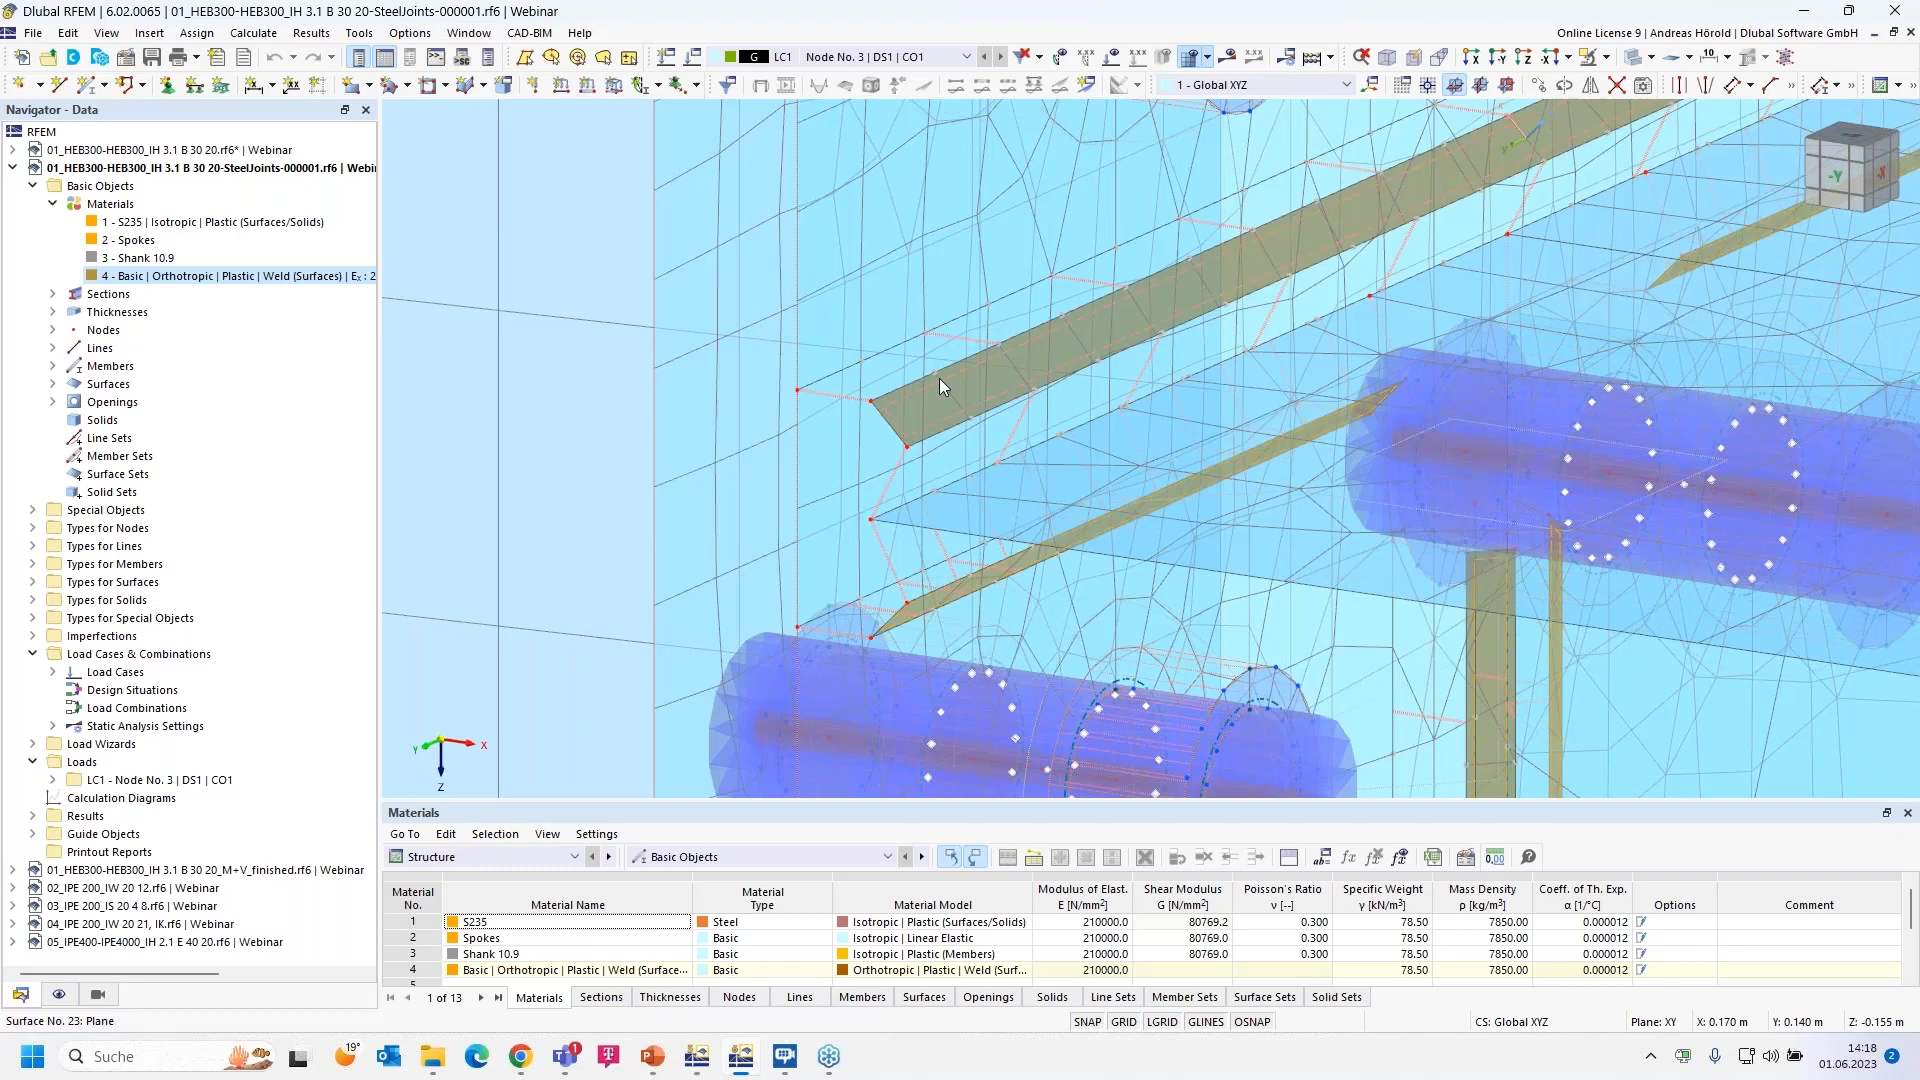 Dlubal RFEM | 6.02.0065 | 01_HEB300-HEB300_IH 3.1 B 30 20-SteelJoints-000001.rf6 | Webinar
File Edit View Insert Assign Calculate Results Tools Options Window CAD-BIM Help
Online License 9 | Andreas Hörold | Dlubal Software GmbH
G LC1 Node No. 3 | DS1 | CO1
1 - Global XYZ
Navigator - Data
RFEM
01_HEB300-HEB300_IH 3.1 B 30 20.rf6* | Webinar
01_HEB300-HEB300_IH 3.1 B 30 20-SteelJoints-000001.rf6 | Webin
Basic Objects
Materials
1 - S235 | Isotropic | Plastic (Surfaces/Solids)
2 - Spokes
3 - Shank 10.9
4 - Basic | Orthotropic | Plastic | Weld (Surfaces) | Ex : 2
Sections
Thicknesses
Nodes
Lines
Members
Surfaces
Openings
Solids
Line Sets
Member Sets
Surface Sets
Solid Sets
Special Objects
Types for Nodes
Types for Lines
Types for Members
Types for Surfaces
Types for Solids
Types for Special Objects
Imperfections
Load Cases & Combinations
Load Cases
Design Situations
Load Combinations
Static Analysis Settings
Load Wizards
Loads
LC1 - Node No. 3 | DS1 | CO1
Calculation Diagrams
Results
Guide Objects
Printout Reports
01_HEB300-HEB300_IH 3.1 B 30 20_M+V_finished.rf6 | Webinar
02_IPE 200_IW 20 12.rf6 | Webinar
03_IPE 200_IS 20 4 8.rf6 | Webinar
04_IPE 200_IW 20 21, IK.rf6 | Webinar
05_IPE400-IPE4000_IH 2.1 E 40 20.rf6 | Webinar
-Y -X
Y X
Z
Materials
Go To Edit Selection View Settings
Structure Basic Objects
Material No. Material Name Material Type Material Model Modulus of Elast. E [N/mm²] Shear Modulus G [N/mm²] Poisson's Ratio ν [--] Specific Weight γ [kN/m³] Mass Density ρ [kg/m³] Coeff. of Th. Exp. α [1/°C] Options Comment
1 S235 Steel Isotropic | Plastic (Surfaces/Solids) 210000.0 80769.2 0.300 78.50 7850.00 0.000012
2 Spokes Basic Isotropic | Linear Elastic 210000.0 80769.0 0.300 78.50 7850.00 0.000012
3 Shank 10.9 Basic Isotropic | Plastic (Members) 210000.0 80769.0 0.300 78.50 7850.00 0.000012
4 Basic | Orthotropic | Plastic | Weld (Surface... Basic Orthotropic | Plastic | Weld (Surf... 210000.0 78.50 7850.00 0.000012
1 of 13 Materials Sections Thicknesses Nodes Lines Members Surfaces Openings Solids Line Sets Member Sets Surface Sets Solid Sets
Surface No. 23: Plane SNAP GRID LGRID GLINES OSNAP CS: Global XYZ Plane: XY X: 0.170 m Y: 0.140 m Z: -0.155 m
Suche 19° 1 14:18
01.06.2023 2